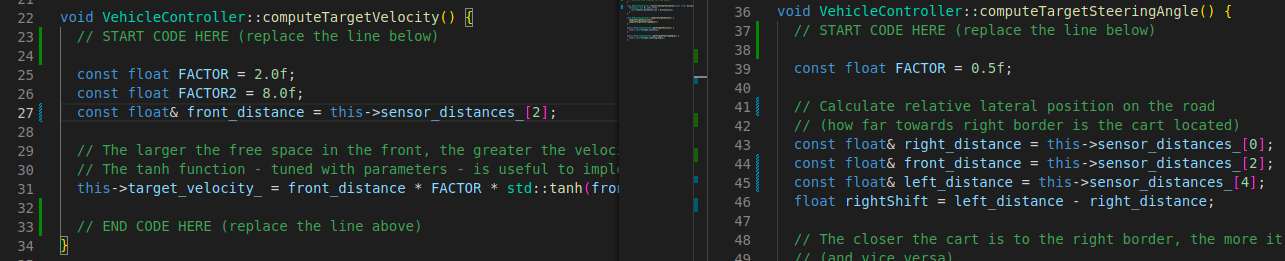 22 void VehicleController::computeTargetVelocity() {
23 // START CODE HERE (replace the line below)
24
25 const float FACTOR = 2.0f;
26 const float FACTOR2 = 8.0f;
27 const float& front_distance = this->sensor_distances_[2];
28
29 // The larger the free space in the front, the greater the veloc
30 // The tanh function - tuned with parameters - is useful to impl
31 this->target_velocity_ = front_distance * FACTOR * std::tanh(fro
32
33 // END CODE HERE (replace the line above)
34 }
36 void VehicleController::computeTargetSteeringAngle() {
37 // START CODE HERE (replace the line below)
38
39 const float FACTOR = 0.5f;
40
41 // Calculate relative lateral position on the road
42 // (how far towards right border is the cart located)
43 const float& right_distance = this->sensor_distances_[0];
44 const float& front_distance = this->sensor_distances_[2];
45 const float& left_distance = this->sensor_distances_[4];
46 float rightShift = left_distance - right_distance;
47
48 // The closer the cart is to the right border, the more it
49 // (and vice versa)